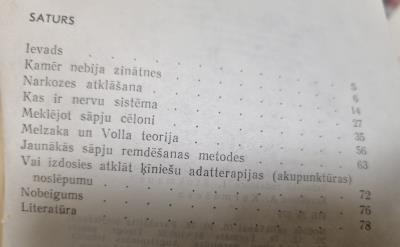 SATURS
Ievads . . . . . . . . . 5
Kamēr nebija zinātnes . . . . . . 6
Narkozes atklāšana . . . . . . 14
Kas ir nervu sistēma . . . . . . 27
Meklējot sāpju cēloni . . . . . . 35
Melzaka un Volla teorija . . . . . 56
Jaunākās sāpju remdēšanas metodes . . . 63
Vai izdosies atklāt ķīniešu adatterapijas (akupunktūras)
noslēpumu . . . . . . . . 72
Nobeigums . . . . . . . . 76
Literatūra . . . . . . . . 78